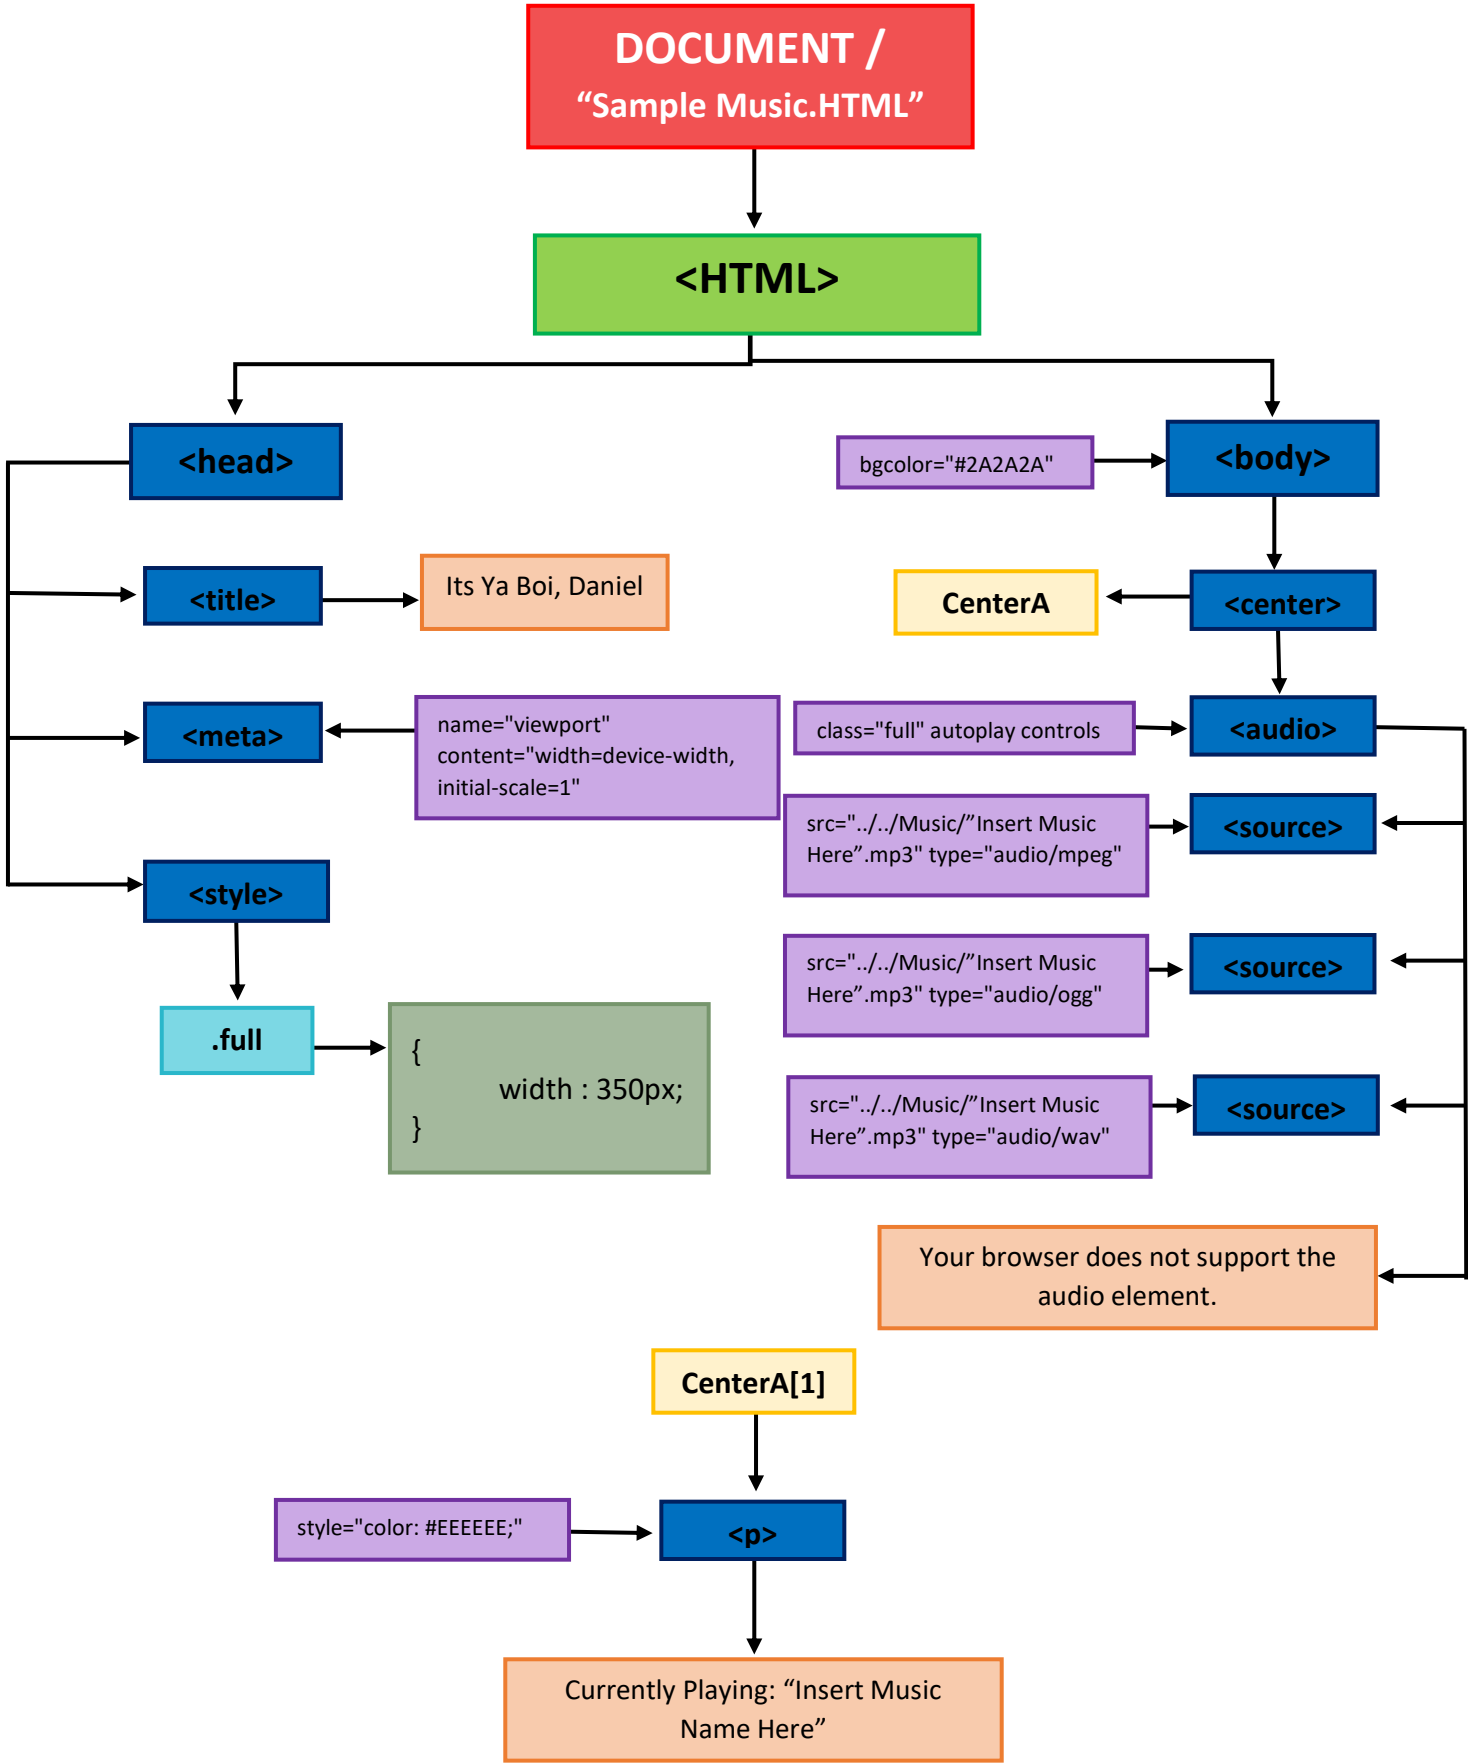 DOCUMENT /
“Sample Music.HTML”
<HTML>
<head>
bgcolor="#2A2A2A"
<body>
<title>
Its Ya Boi, Daniel
CenterA
<center>
<meta>
name="viewport"
content="width=device-width,
initial-scale=1"
class="full" autoplay controls
<audio>
src="../../Music/”Insert Music
Here”.mp3" type="audio/mpeg"
<source>
<style>
src="../../Music/”Insert Music
Here”.mp3" type="audio/ogg"
<source>
.full
{
width : 350px;
}
src="../../Music/”Insert Music
Here”.mp3" type="audio/wav"
<source>
Your browser does not support the
audio element.
CenterA[1]
style="color: #EEEEEE;"
<p>
Currently Playing: “Insert Music
Name Here”